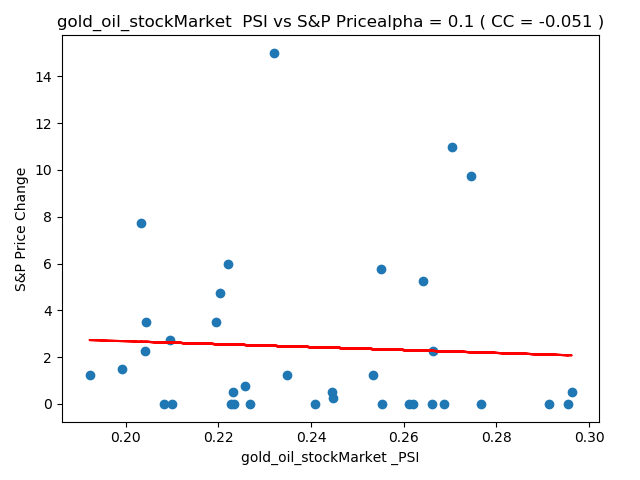 gold_oil_stockMarket  PSI vs S&P Pricealpha = 0.1 ( CC = -0.051 )
14
12
10
8
6
4
2
0
S&P Price Change
0.20 0.22 0.24 0.26 0.28 0.30
gold_oil_stockMarket _PSI